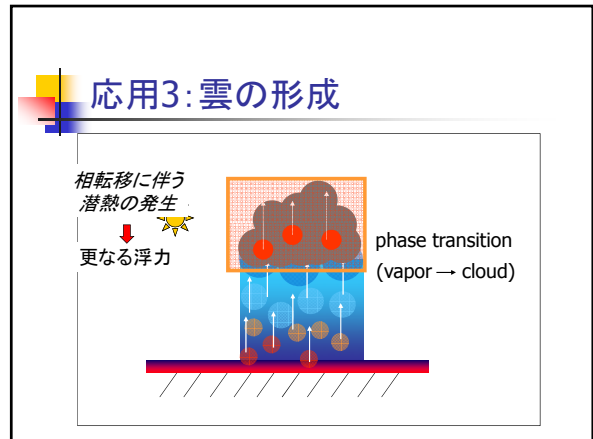 応用3:雲の形成
相転移に伴う
潜熱の発生
更なる浮力
phase transition
(vapor → cloud)